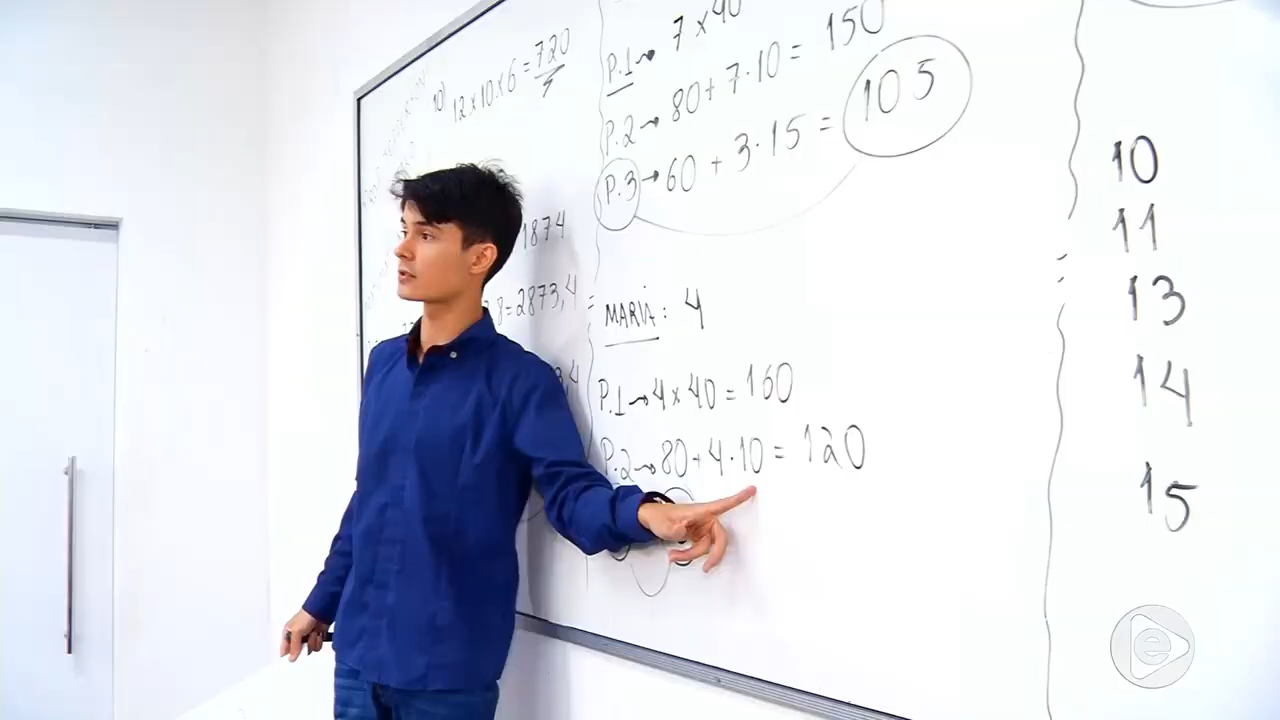 10) 12×10×6=720
1874
8=2873,4
P.1→ 7×40
P.2→ 80+7·10= 150
P.3→60 + 3·15 = 105
MARIA: 4
P.1→4×40=160
P.2→80+4·10= 120
10
11
13
14
15
e